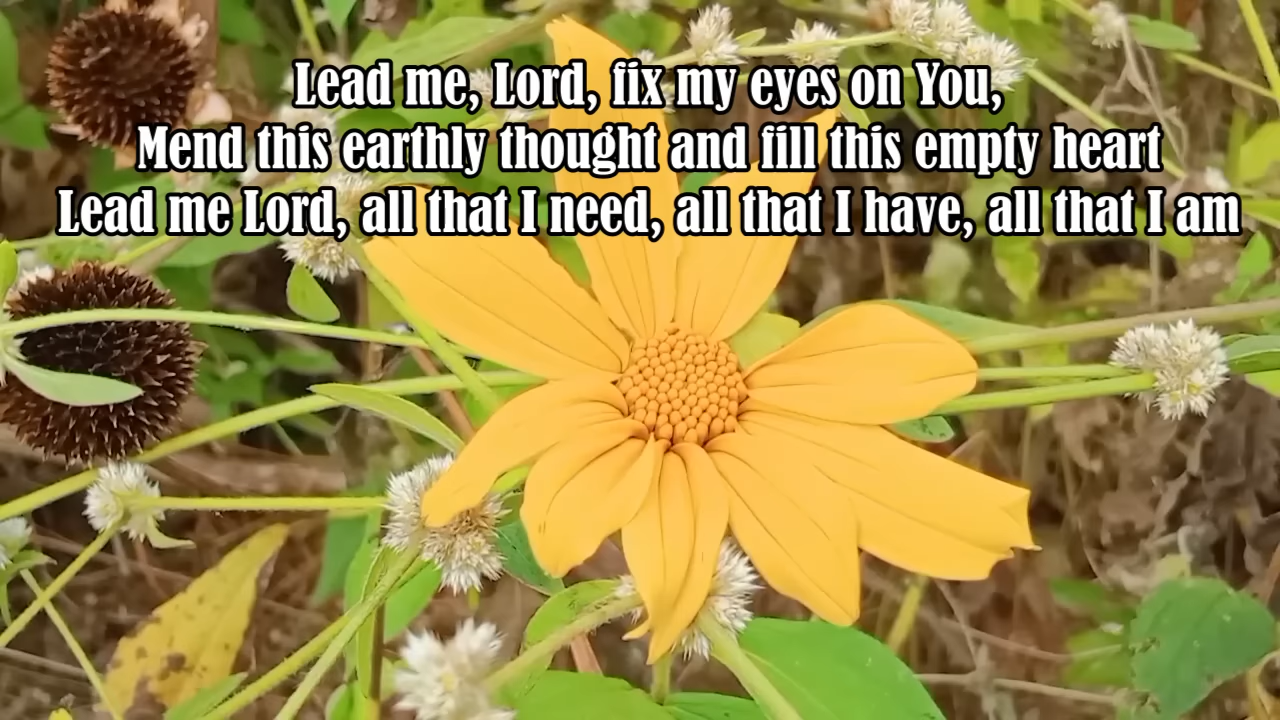 Lead me, Lord, fix my eyes on You,
Mend this earthly thought and fill this empty heart
Lead me Lord, all that I need, all that I have, all that I am